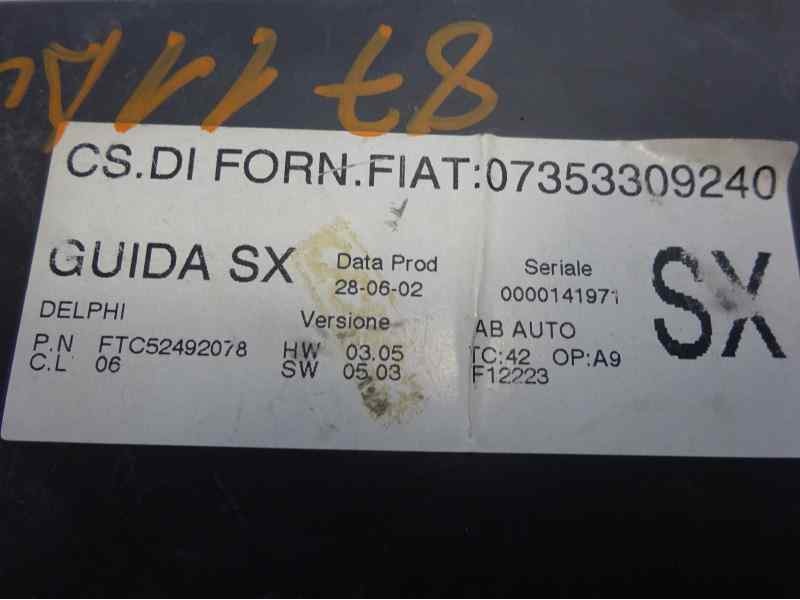 CS.DI FORN.FIAT:07353309240
GUIDA SX
Data Prod
28-06-02
Seriale
0000141971
SX
DELPHI
Versione
AB AUTO
P.N FTC52492078
HW 03.05
TC:42 OP:A9
C.L 06
SW 05.03
F12223